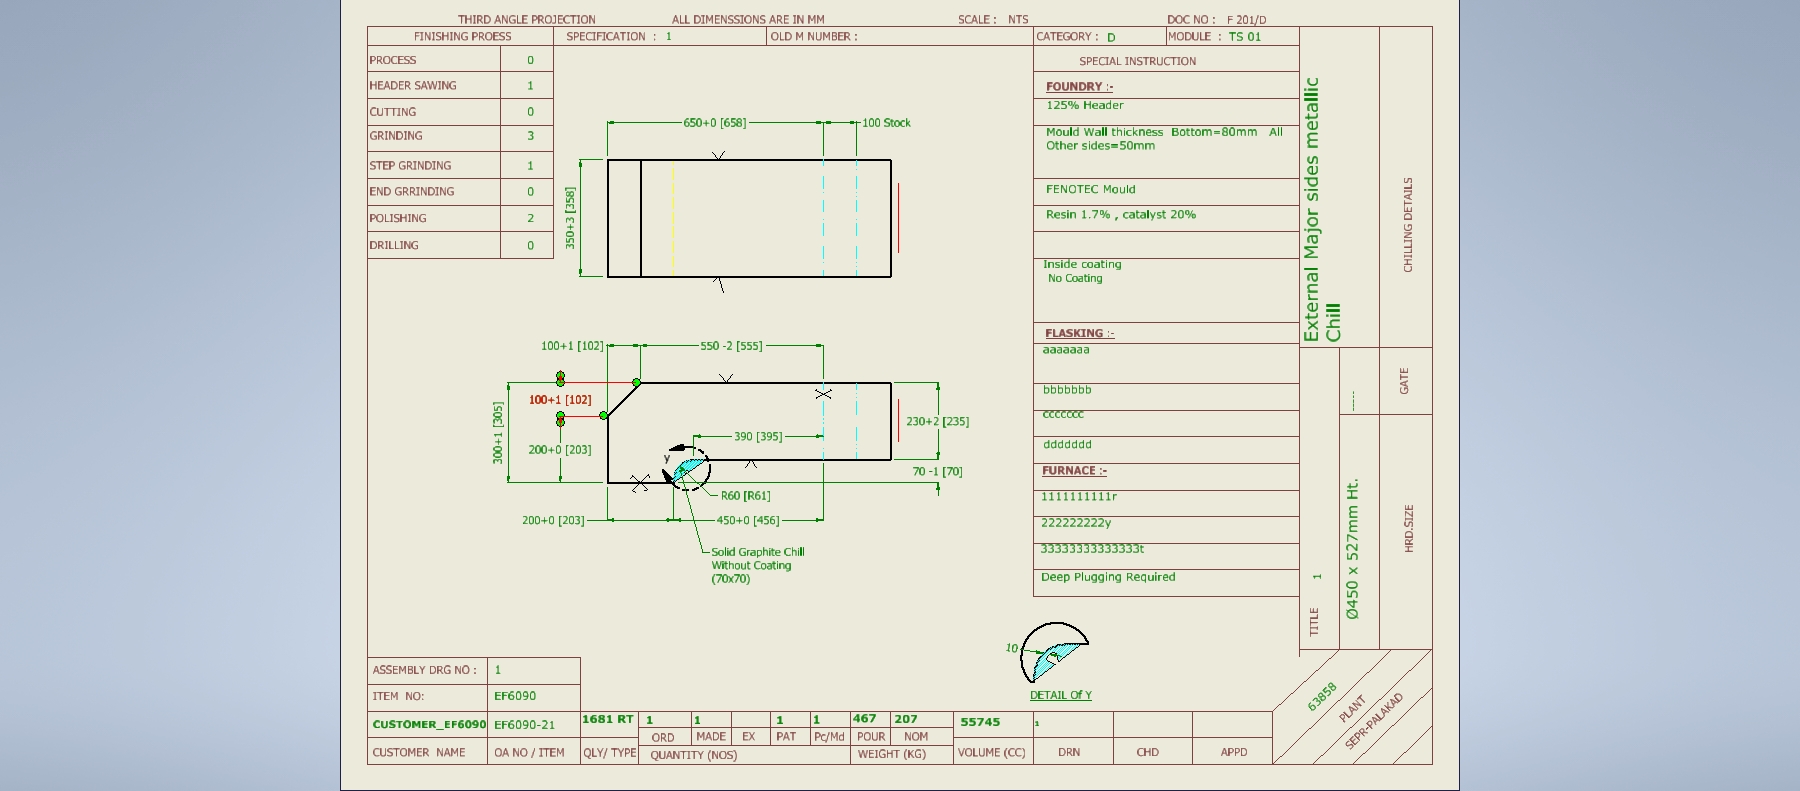 THIRD ANGLE PROJECTION    ALL DIMENSSIONS ARE IN MM    SCALE :   NTS    DOC NO :    F 201/D
FINISHING PROESS    SPECIFICATION  :   1    OLD M NUMBER :    CATEGORY :  D    MODULE  :  TS 01
PROCESS    0
HEADER SAWING    1
CUTTING    0
GRINDING    3
STEP GRINDING    1
END GRRINDING    0
POLISHING    2
DRILLING    0
650+0 [658]    100 Stock
350+3 [358]
100+1 [102]    550 -2 [555]
100+1 [102]
300+1 [305]
200+0 [203]
230+2 [235]
390 [395]
y
70 -1 [70]
R60 [R61]
200+0 [203]    450+0 [456]
Solid Graphite Chill
Without Coating
(70x70)
SPECIAL INSTRUCTION
FOUNDRY :-
125% Header
Mould Wall thickness  Bottom=80mm   All
Other sides=50mm
FENOTEC Mould
Resin 1.7% , catalyst 20%
Inside coating
No Coating
FLASKING :-
aaaaaaa
bbbbbbb
ccccccc
ddddddd
FURNACE :-
1111111111r
222222222y
33333333333333t
Deep Plugging Required
External Major sides metallic
Chill
CHILLING DETAILS
GATE
-----
HRD.SIZE
Ø450 x 527mm Ht.
TITLE    1
10
DETAIL Of Y
63858
PLANT
SEPR-PALAKAD
ASSEMBLY DRG NO :    1
ITEM  NO:    EF6090
CUSTOMER_EF6090    EF6090-21    1681 RT    1    1    1    1    467    207    55745    1
ORD    MADE    EX    PAT    Pc/Md    POUR    NOM
CUSTOMER  NAME    OA NO / ITEM    QLY/ TYPE    QUANTITY (NOS)    WEIGHT (KG)    VOLUME (CC)    DRN    CHD    APPD